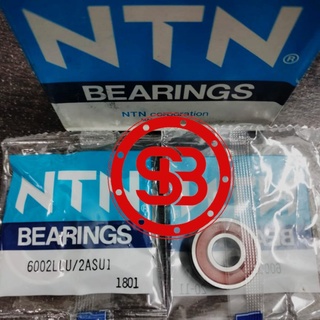 NTN®
BEARINGS
NTN corporation
SB
NTN
BEARINGS
6002LLU/2ASU1
1801